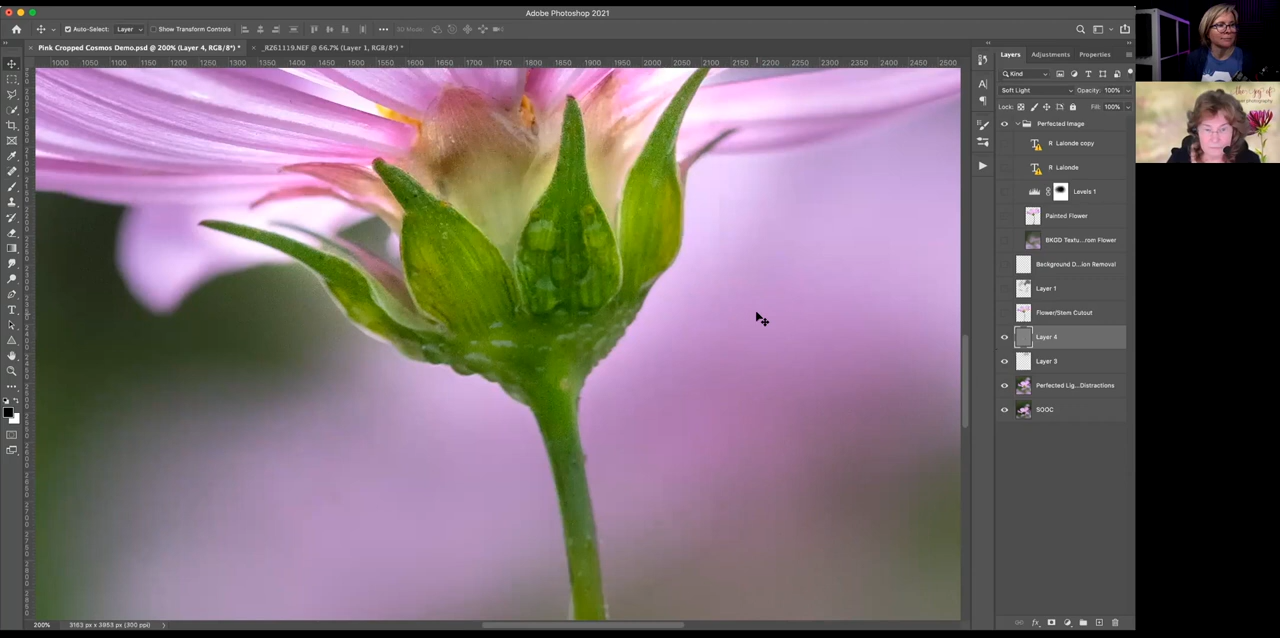 Adobe Photoshop 2021
Auto-Select: Layer Show Transform Controls 3D Mode:
Pink Cropped Cosmos Demo.psd @ 200% (Layer 4, RGB/8*) * _RZ61119.NEF @ 66.7% (Layer 1, RGB/8*) *
1000 1050 1100 1150 1200 1250 1300 1350 1400 1450 1500 1550 1600 1650 1700 1750 1800 1850 1900 1950 2000 2050 2100 2150 2200 2250 2300 2350 2400 2450 2500
Layers Adjustments Properties
Kind
Soft Light Opacity: 100%
Lock: Fill: 100%
Perfected Image
R Lalonde copy
R Lalonde
Levels 1
Painted Flower
BKGD Textu...rom Flower
Background D...ion Removal
Layer 1
Flower/Stem Cutout
Layer 4
Layer 3
Perfected Lig...Distractions
SOOC
200% 3163 px x 3953 px (300 ppi)
the joy of
photography